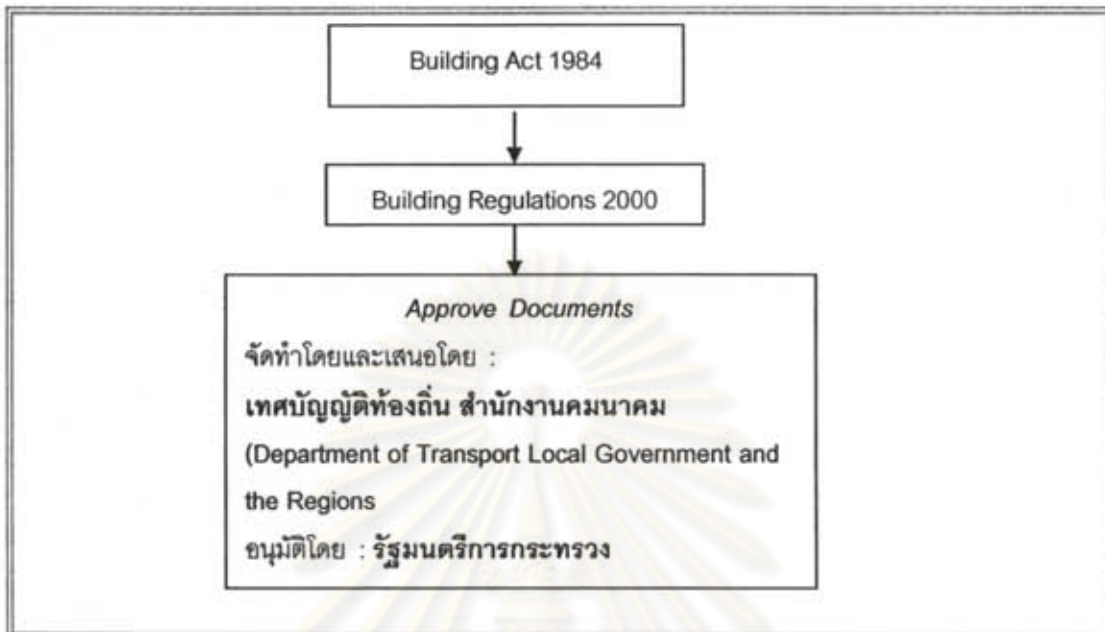 Building Act 1984
Building Regulations 2000
Approve Documents
จัดทำโดยและเสนอโดย :
เทศบัญญัติท้องถิ่น สำนักงานคมนาคม
(Department of Transport Local Government and
the Regions
อนุมัติโดย : รัฐมนตรีการกระทรวง